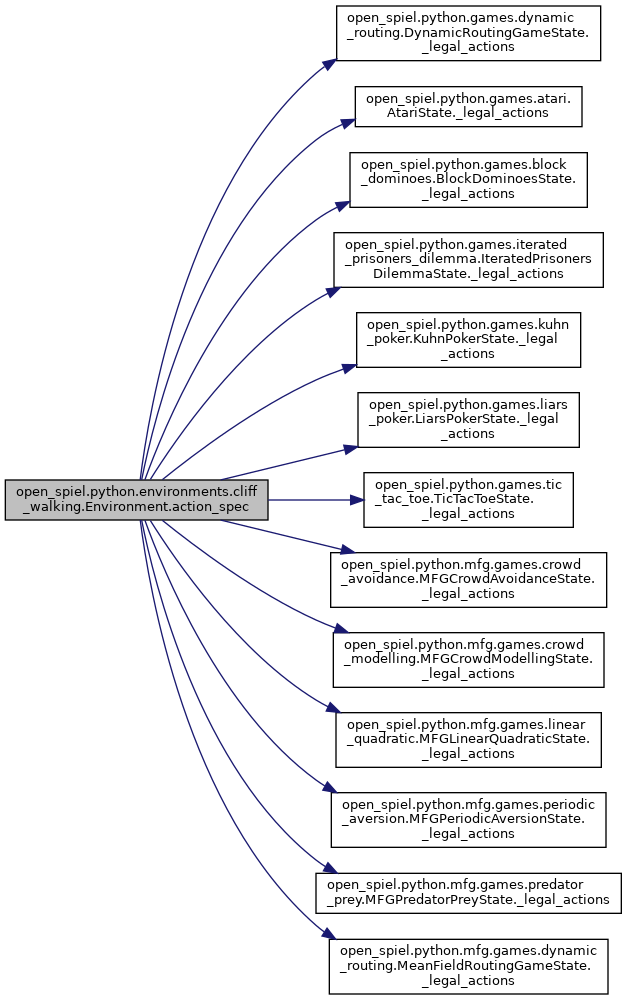 open_spiel.python.games.dynamic
_routing.DynamicRoutingGameState.
_legal_actions
open_spiel.python.games.atari.
AtariState._legal_actions
open_spiel.python.games.block
_dominoes.BlockDominoesState.
_legal_actions
open_spiel.python.games.iterated
_prisoners_dilemma.IteratedPrisoners
DilemmaState._legal_actions
open_spiel.python.games.kuhn
_poker.KuhnPokerState._legal
_actions
open_spiel.python.games.liars
_poker.LiarsPokerState._legal
_actions
open_spiel.python.environments.cliff
_walking.Environment.action_spec
open_spiel.python.games.tic
_tac_toe.TicTacToeState.
_legal_actions
open_spiel.python.mfg.games.crowd
_avoidance.MFGCrowdAvoidanceState.
_legal_actions
open_spiel.python.mfg.games.crowd
_modelling.MFGCrowdModellingState.
_legal_actions
open_spiel.python.mfg.games.linear
_quadratic.MFGLinearQuadraticState.
_legal_actions
open_spiel.python.mfg.games.periodic
_aversion.MFGPeriodicAversionState.
_legal_actions
open_spiel.python.mfg.games.predator
_prey.MFGPredatorPreyState._legal_actions
open_spiel.python.mfg.games.dynamic
_routing.MeanFieldRoutingGameState.
_legal_actions